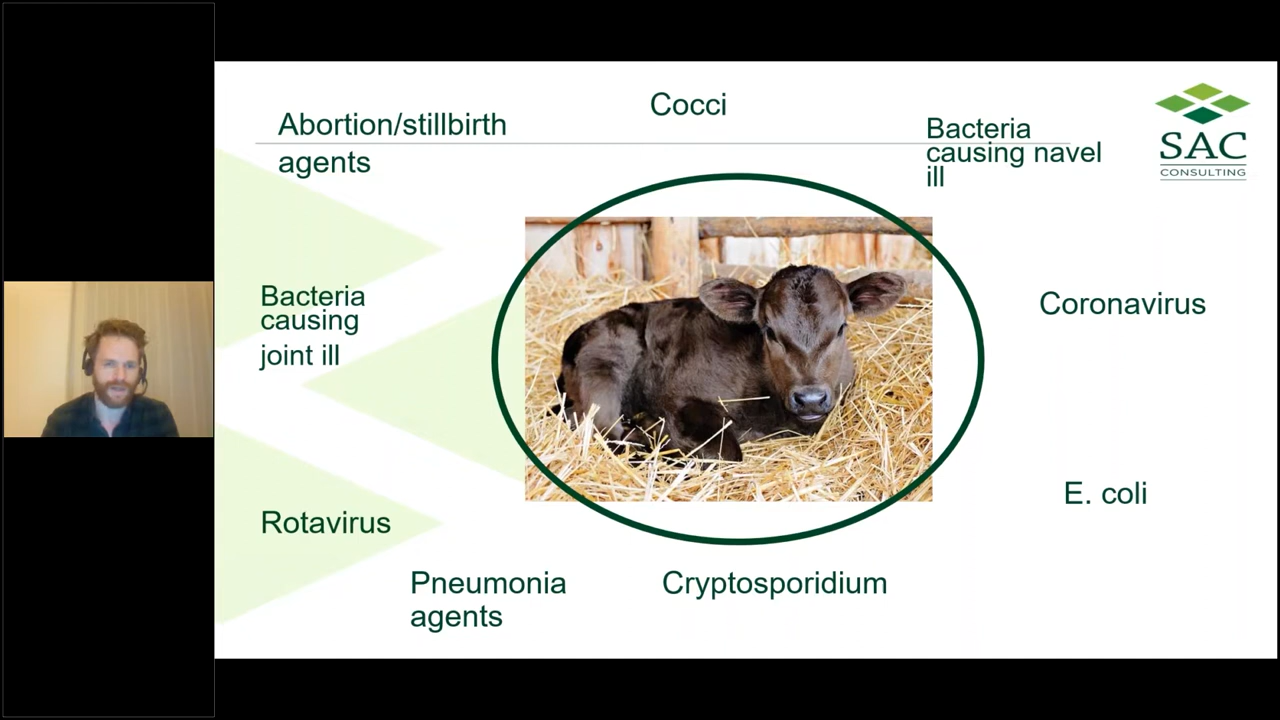 Abortion/stillbirth
agents
Cocci
Bacteria
causing navel
ill
SAC
CONSULTING
Bacteria
causing
joint ill
Coronavirus
Rotavirus
E. coli
Pneumonia
agents
Cryptosporidium